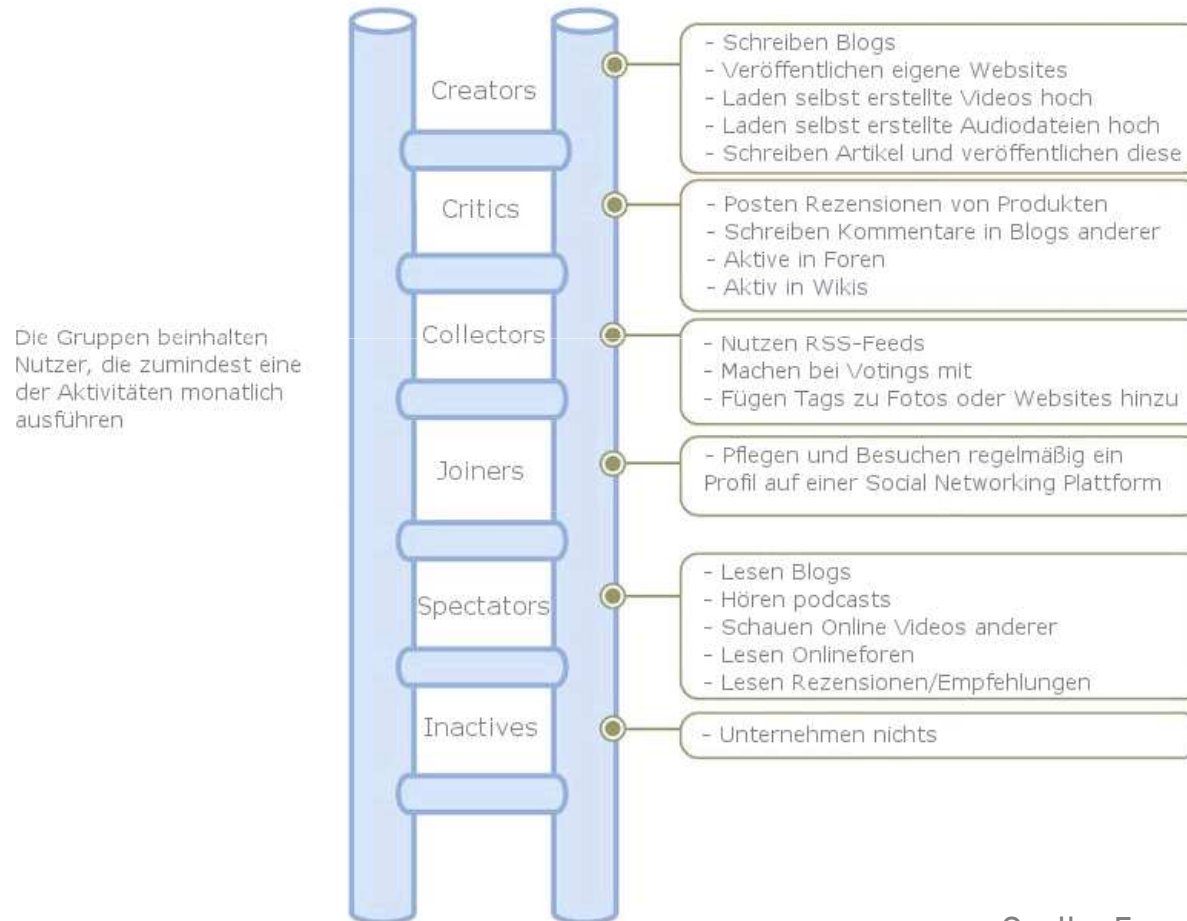 Creators
- Schreiben Blogs
- Veröffentlichen eigene Websites
- Laden selbst erstellte Videos hoch
- Laden selbst erstellte Audiodateien hoch
- Schreiben Artikel und veröffentlichen diese
Critics
- Posten Rezensionen von Produkten
- Schreiben Kommentare in Blogs anderer
- Aktive in Foren
- Aktiv in Wikis
Die Gruppen beinhalten
Nutzer, die zumindest eine
der Aktivitäten monatlich
ausführen
Collectors
- Nutzen RSS-Feeds
- Machen bei Votings mit
- Fügen Tags zu Fotos oder Websites hinzu
Joiners
- Pflegen und Besuchen regelmäßig ein
Profil auf einer Social Networking Plattform
Spectators
- Lesen Blogs
- Hören podcasts
- Schauen Online Videos anderer
- Lesen Onlineforen
- Lesen Rezensionen/Empfehlungen
Inactives
- Unternehmen nichts